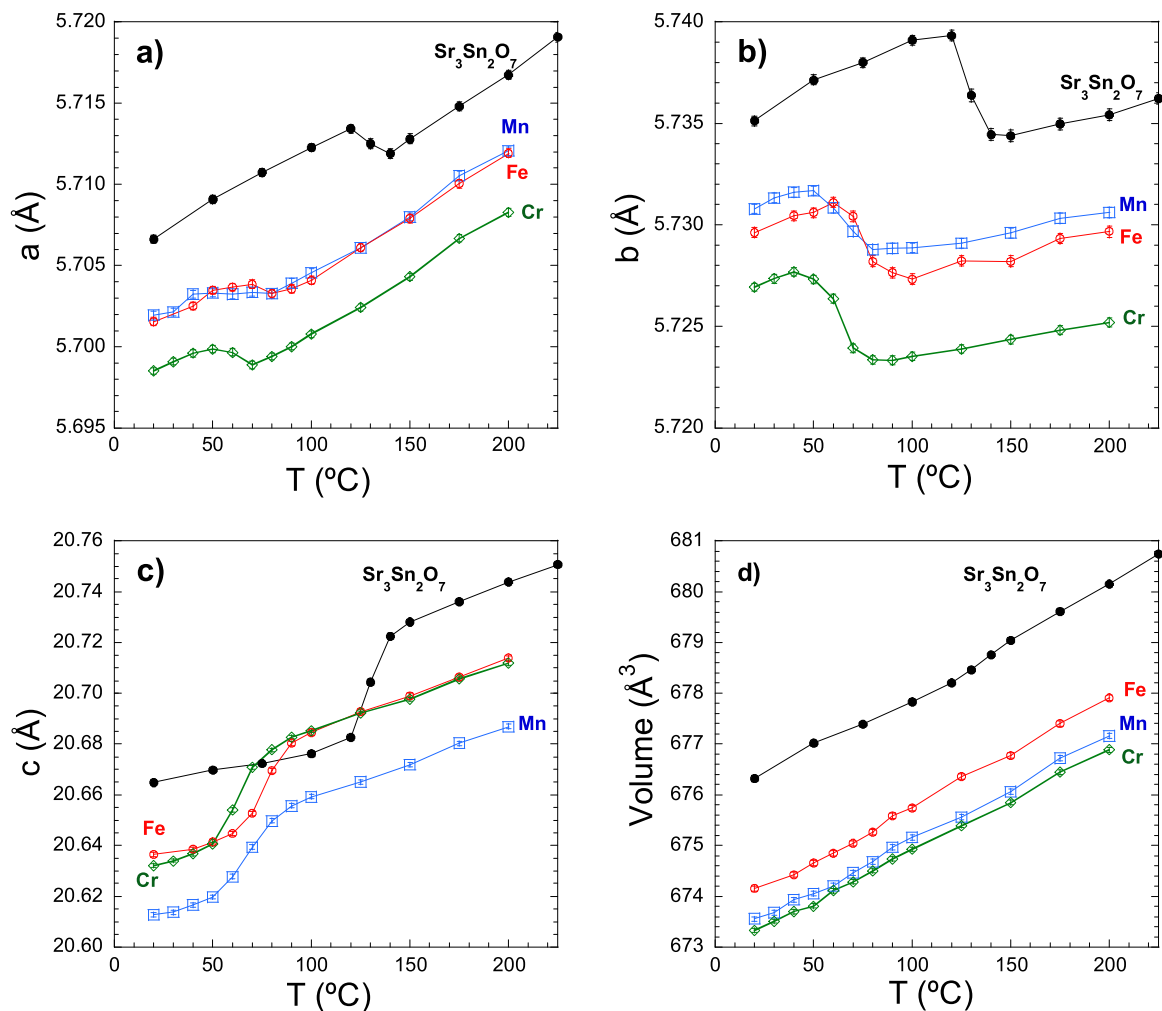 a)
Sr3Sn2O7
Mn
Fe
Cr
5.720
5.715
5.710
5.705
5.700
5.695
a (Å)
0 50 100 150 200
T (ºC)
b)
Sr3Sn2O7
Mn
Fe
Cr
5.740
5.735
5.730
5.725
5.720
b (Å)
0 50 100 150 200
T (ºC)
c)
Sr3Sn2O7
Fe
Cr
Mn
20.76
20.74
20.72
20.70
20.68
20.66
20.64
20.62
20.60
c (Å)
0 50 100 150 200
T (ºC)
d)
Sr3Sn2O7
Fe
Mn
Cr
681
680
679
678
677
676
675
674
673
Volume (Å3)
0 50 100 150 200
T (ºC)